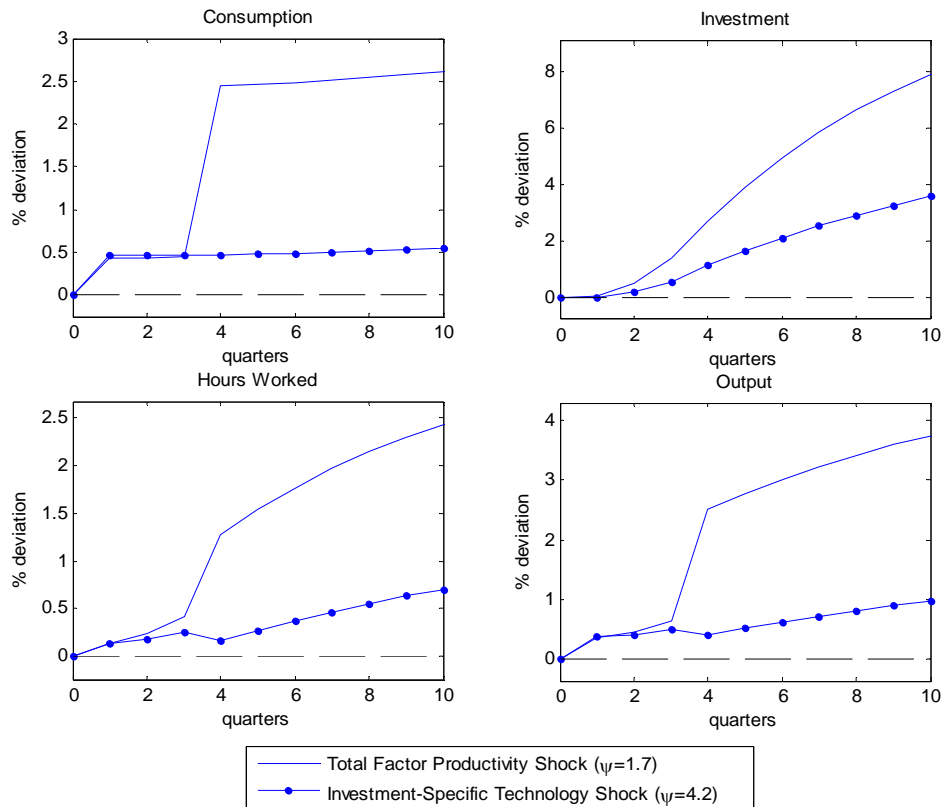 Consumption
3
2.5
2
1.5
1
0.5
0
% deviation
0 2 4 6 8 10
quarters
Investment
8
6
4
2
0
% deviation
0 2 4 6 8 10
quarters
Hours Worked
2.5
2
1.5
1
0.5
0
% deviation
0 2 4 6 8 10
quarters
Output
4
3
2
1
0
% deviation
0 2 4 6 8 10
quarters
Total Factor Productivity Shock (ψ=1.7)
Investment-Specific Technology Shock (ψ=4.2)